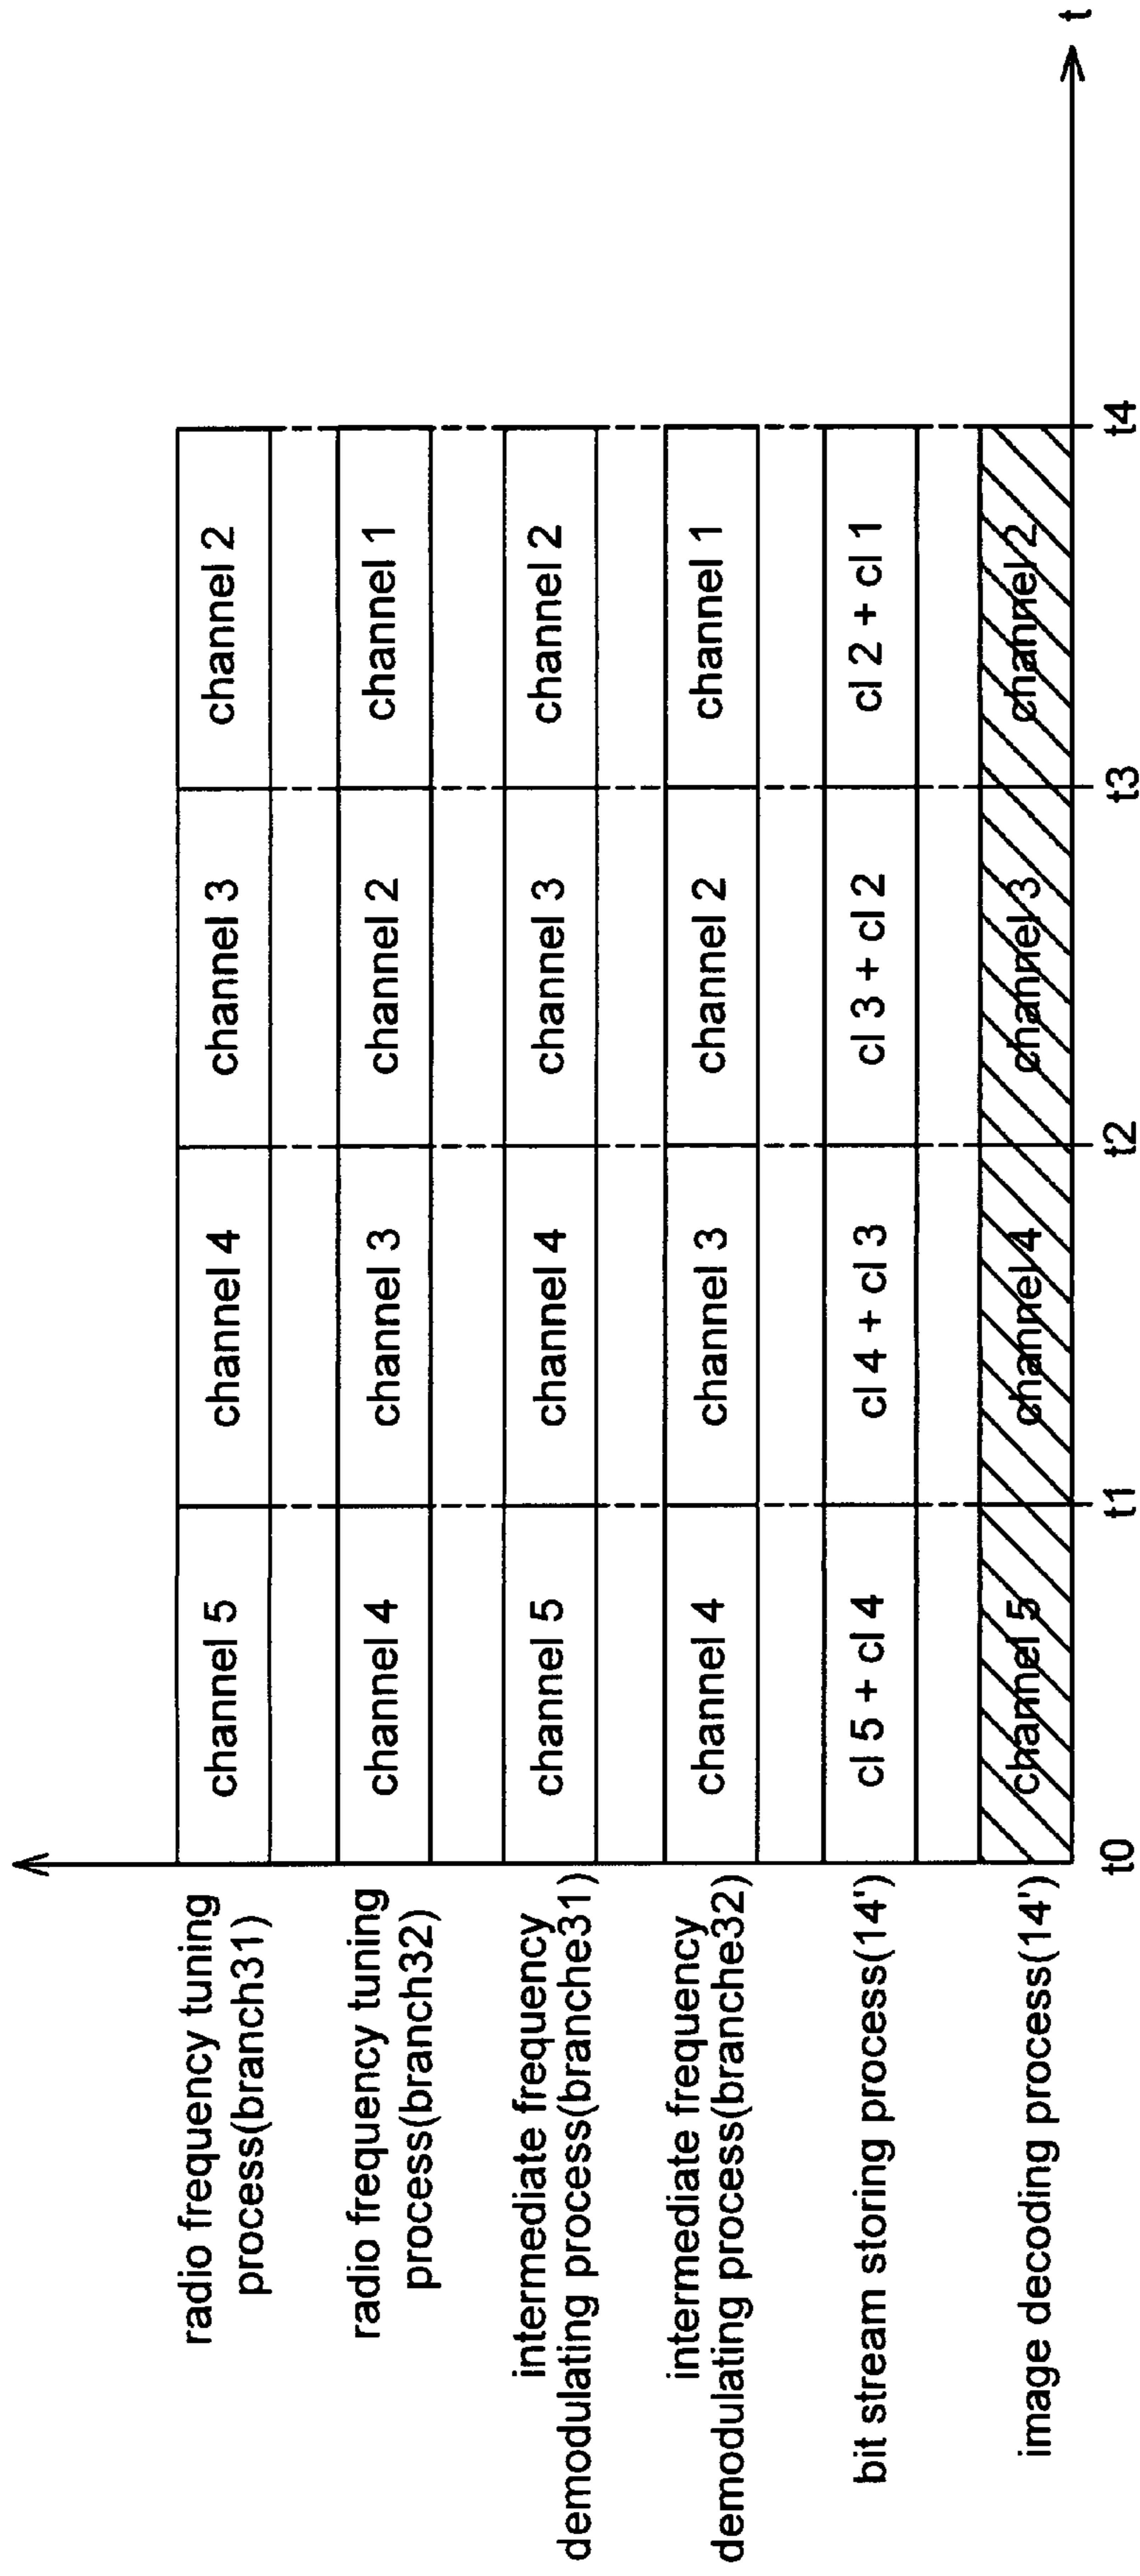 radio frequency tuning
process(branch31)
channel 5
channel 4
channel 3
channel 2
radio frequency tuning
process(branch32)
channel 4
channel 3
channel 2
channel 1
intermediate frequency
demodulating process(branche31)
channel 5
channel 4
channel 3
channel 2
intermediate frequency
demodulating process(branche32)
channel 4
channel 3
channel 2
channel 1
bit stream storing process(14')
cl 5 + cl 4
cl 4 + cl 3
cl 3 + cl 2
cl 2 + cl 1
image decoding process(14')
channel 5
channel 4
channel 3
channel 2
t
t0
t1
t2
t3
t4